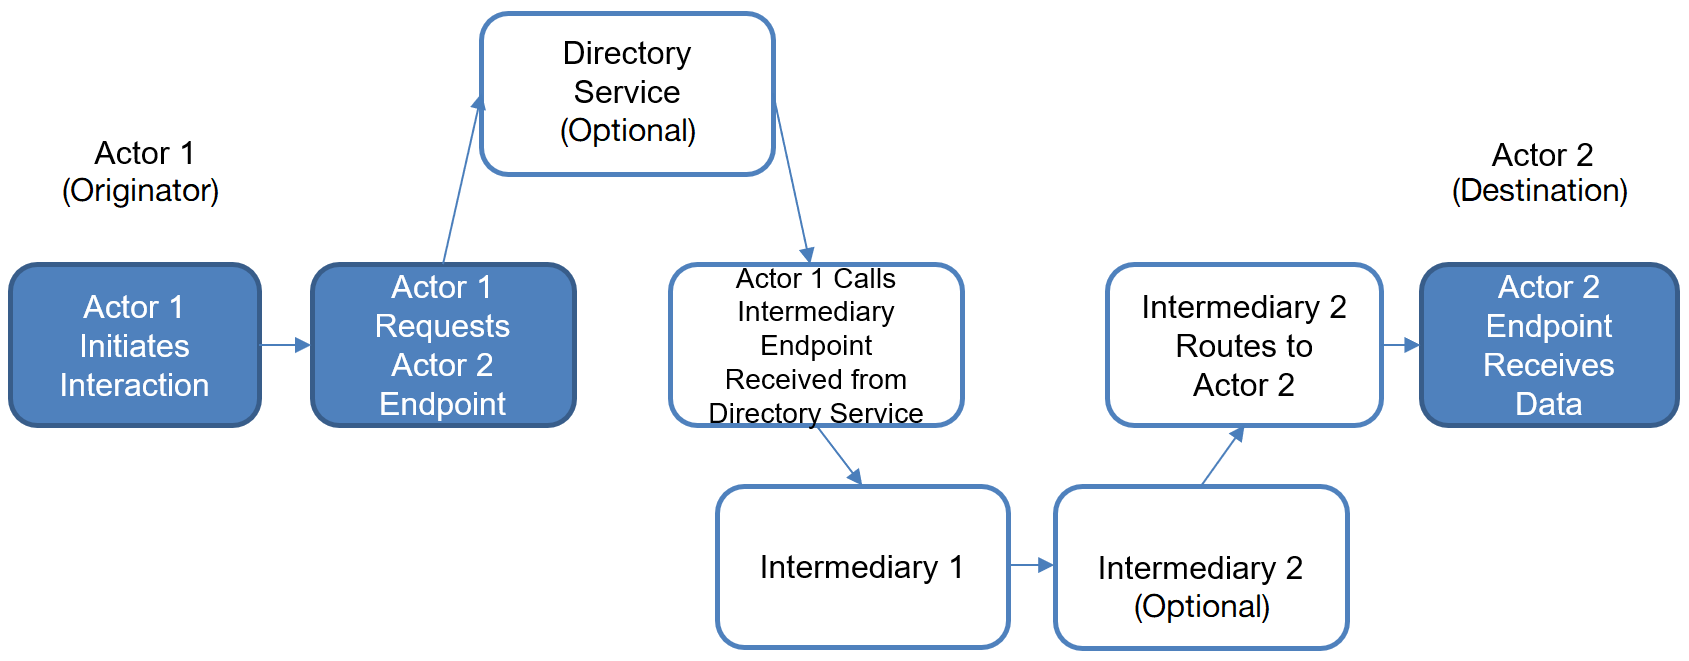 Directory
Service
(Optional)
Actor 1
(Originator)
Actor 2
(Destination)
Actor 1
Initiates
Interaction
Actor 1
Requests
Actor 2
Endpoint
Actor 1 Calls
Intermediary
Endpoint
Received from
Directory Service
Intermediary 2
Routes to
Actor 2
Actor 2
Endpoint
Receives
Data
Intermediary 1
Intermediary 2
(Optional)